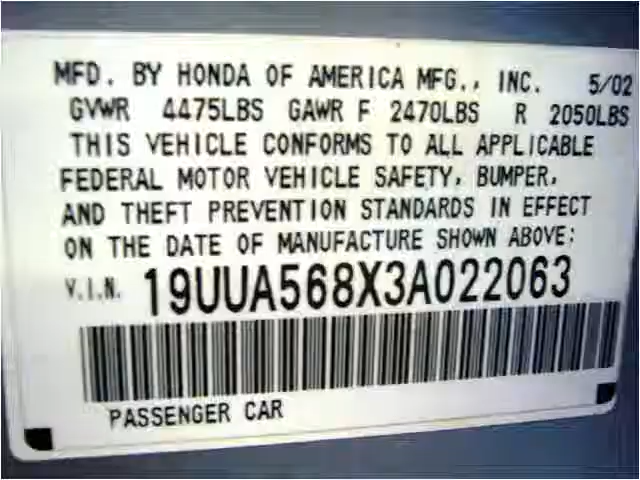 MFD. BY HONDA OF AMERICA MFG., INC. 5/02
GVWR 4475LBS GAWR F 2470LBS R 2050LBS
THIS VEHICLE CONFORMS TO ALL APPLICABLE
FEDERAL MOTOR VEHICLE SAFETY, BUMPER,
AND THEFT PREVENTION STANDARDS IN EFFECT
ON THE DATE OF MANUFACTURE SHOWN ABOVE;
V.I.N. 19UUA568X3A022063
PASSENGER CAR